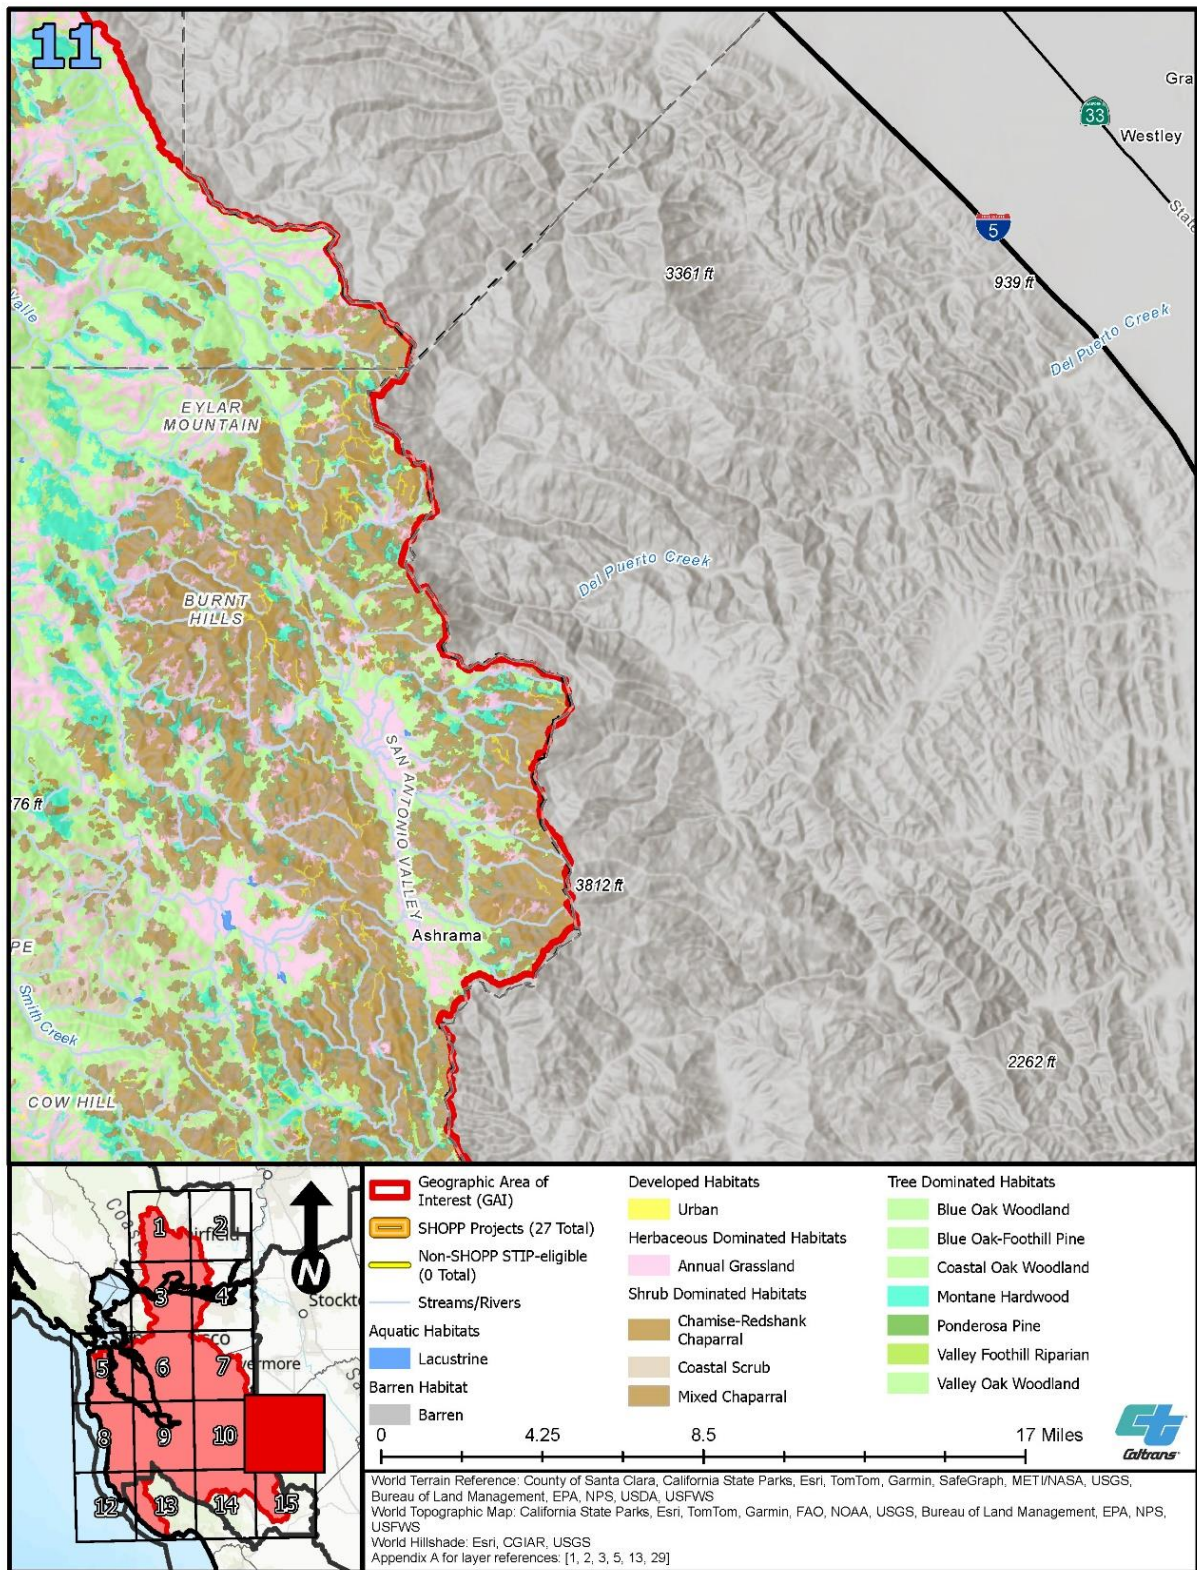 11
Gra
33
Westley
State
5
3361 ft
939 ft
Del Puerto Creek
Valle
EYLAR
MOUNTAIN
Del Puerto Creek
BURNT
HILLS
SAN ANTONIO VALLEY
76 ft
3812 ft
Ashrama
PE
Smith Creek
2262 ft
COW HILL
Coas
1
2
irfield
3
4
Stockt
sco
5
6
7
vermore
8
9
10
12
13
14
15
N
Geographic Area of
Interest (GAI)
SHOPP Projects (27 Total)
Non-SHOPP STIP-eligible
(0 Total)
Streams/Rivers
Aquatic Habitats
Lacustrine
Barren Habitat
Barren
Developed Habitats
Urban
Herbaceous Dominated Habitats
Annual Grassland
Shrub Dominated Habitats
Chamise-Redshank
Chaparral
Coastal Scrub
Mixed Chaparral
Tree Dominated Habitats
Blue Oak Woodland
Blue Oak-Foothill Pine
Coastal Oak Woodland
Montane Hardwood
Ponderosa Pine
Valley Foothill Riparian
Valley Oak Woodland
0 4.25 8.5 17 Miles
Caltrans
World Terrain Reference: County of Santa Clara, California State Parks, Esri, TomTom, Garmin, SafeGraph, METI/NASA, USGS,
Bureau of Land Management, EPA, NPS, USDA, USFWS
World Topographic Map: California State Parks, Esri, TomTom, Garmin, FAO, NOAA, USGS, Bureau of Land Management, EPA, NPS,
USFWS
World Hillshade: Esri, CGIAR, USGS
Appendix A for layer references: [1, 2, 3, 5, 13, 29]